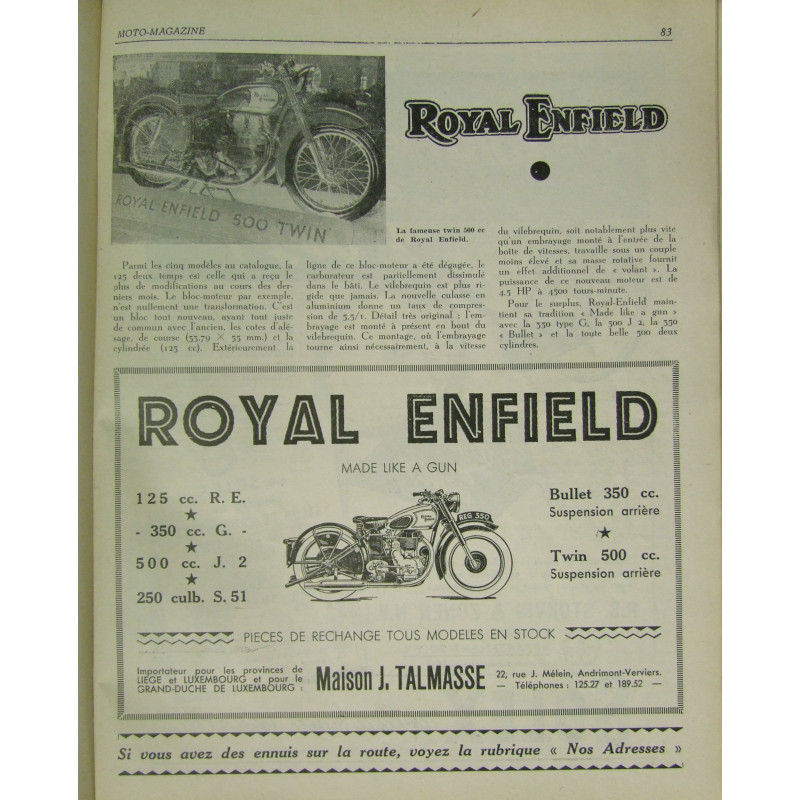 MOTO-MAGAZINE
83
Royal Enfield
ROYAL ENFIELD 500 TWIN
ROYAL ENFIELD
La fameuse twin 500 cc
de Royal Enfield.
Parmi les cinq modèles au catalogue, la
125 deux temps est celle qui a reçu le
plus de modifications au cours des der-
niers mois. Le bloc-moteur par exemple,
n'est nullement une transformation. C'est
un bloc tout nouveau, ayant tout juste
de commun avec l'ancien, les cotes d'alé-
sage, de course (53,79 × 55 mm.) et la
cylindrée (125 cc). Extérieurement la
ligne de ce bloc-moteur a été dégagée, le
carburateur est partiellement dissimulé
dans le bâti. Le vilebrequin est plus ri-
gide que jamais. La nouvelle culasse en
aluminium donne un taux de compres-
sion de 5,5/1. Détail très original : l'em-
brayage est monté à présent en bout du
vilebrequin. Ce montage, où l'embrayage
tourne ainsi nécessairement, à la vitesse
du vilebrequin, soit notablement plus vite
qu'un embrayage monté à l'entrée de la
boîte de vitesses, travaille sous un couple
moins élevé et sa masse rotative fournit
un effet additionnel de « volant ». La
puissance de ce nouveau moteur est de
4,5 HP à 4500 tours-minute.
Pour le surplus, Royal-Enfield main-
tient sa tradition « Made like a gun »
avec la 350 type G, la 500 J 2, la 350
« Bullet » et la toute belle 500 deux
cylindres.
ROYAL ENFIELD
MADE LIKE A GUN
125 cc. R. E.
- 350 cc. G. -
500 cc. J. 2
250 culb. S. 51
REG 350
Bullet 350 cc.
Suspension arrière
Twin 500 cc.
Suspension arrière
PIECES DE RECHANGE TOUS MODELES EN STOCK
Importateur pour les provinces de
LIEGE et LUXEMBOURG et pour le
GRAND-DUCHE DE LUXEMBOURG :
Maison J. TALMASSE
22, rue J. Mélein, Andrimont-Verviers.
— Téléphones : 125.27 et 189.52 —
Si vous avez des ennuis sur la route, voyez la rubrique « Nos Adresses »